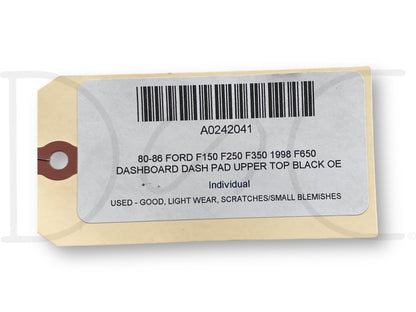 A0242041
80-86 FORD F150 F250 F350 1998 F650
DASHBOARD DASH PAD UPPER TOP BLACK OE
Individual
USED - GOOD, LIGHT WEAR, SCRATCHES/SMALL BLEMISHES